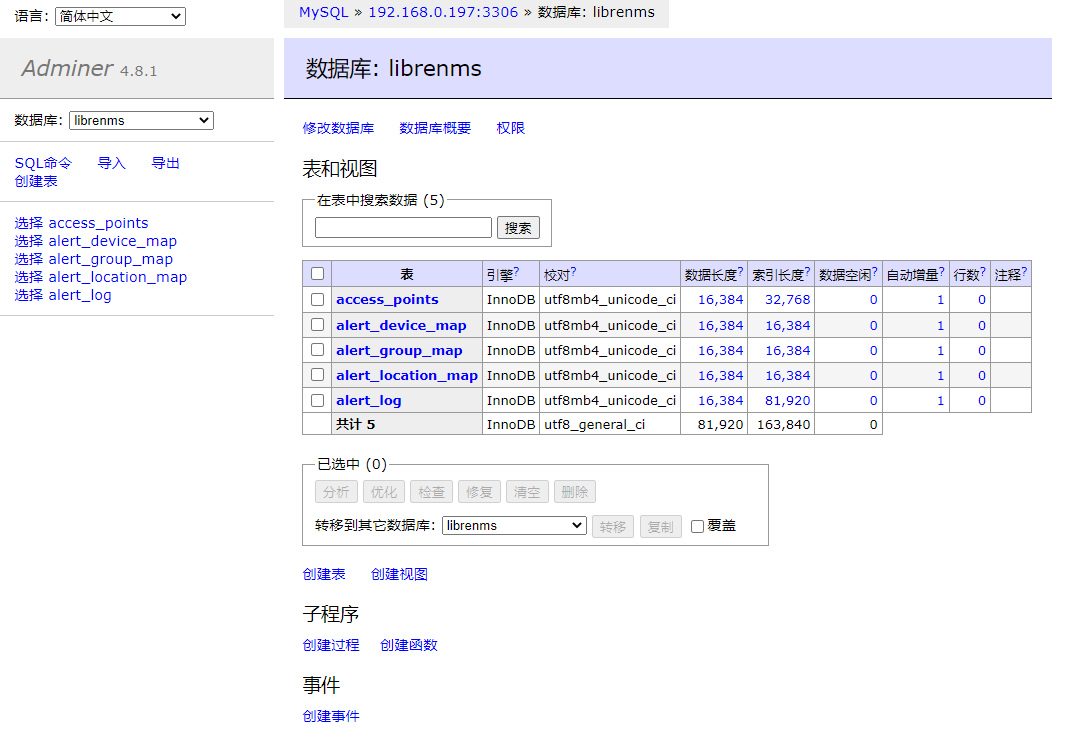 语言: 简体中文
MySQL » 192.168.0.197:3306 » 数据库: librenms
Adminer 4.8.1
数据库: librenms
数据库: librenms
SQL命令 导入 导出
创建表
选择 access_points
选择 alert_device_map
选择 alert_group_map
选择 alert_location_map
选择 alert_log
修改数据库 数据库概要 权限
表和视图
在表中搜索数据 (5)
搜索
表 引擎? 校对? 数据长度? 索引长度? 数据空闲? 自动增量? 行数? 注释?
access_points InnoDB utf8mb4_unicode_ci 16,384 32,768 0 1 0
alert_device_map InnoDB utf8mb4_unicode_ci 16,384 16,384 0 1 0
alert_group_map InnoDB utf8mb4_unicode_ci 16,384 16,384 0 1 0
alert_location_map InnoDB utf8mb4_unicode_ci 16,384 16,384 0 1 0
alert_log InnoDB utf8mb4_unicode_ci 16,384 81,920 0 1 0
共计 5 InnoDB utf8_general_ci 81,920 163,840 0
已选中 (0)
分析 优化 检查 修复 清空 删除
转移到其它数据库: librenms 转移 复制 覆盖
创建表 创建视图
子程序
创建过程 创建函数
事件
创建事件